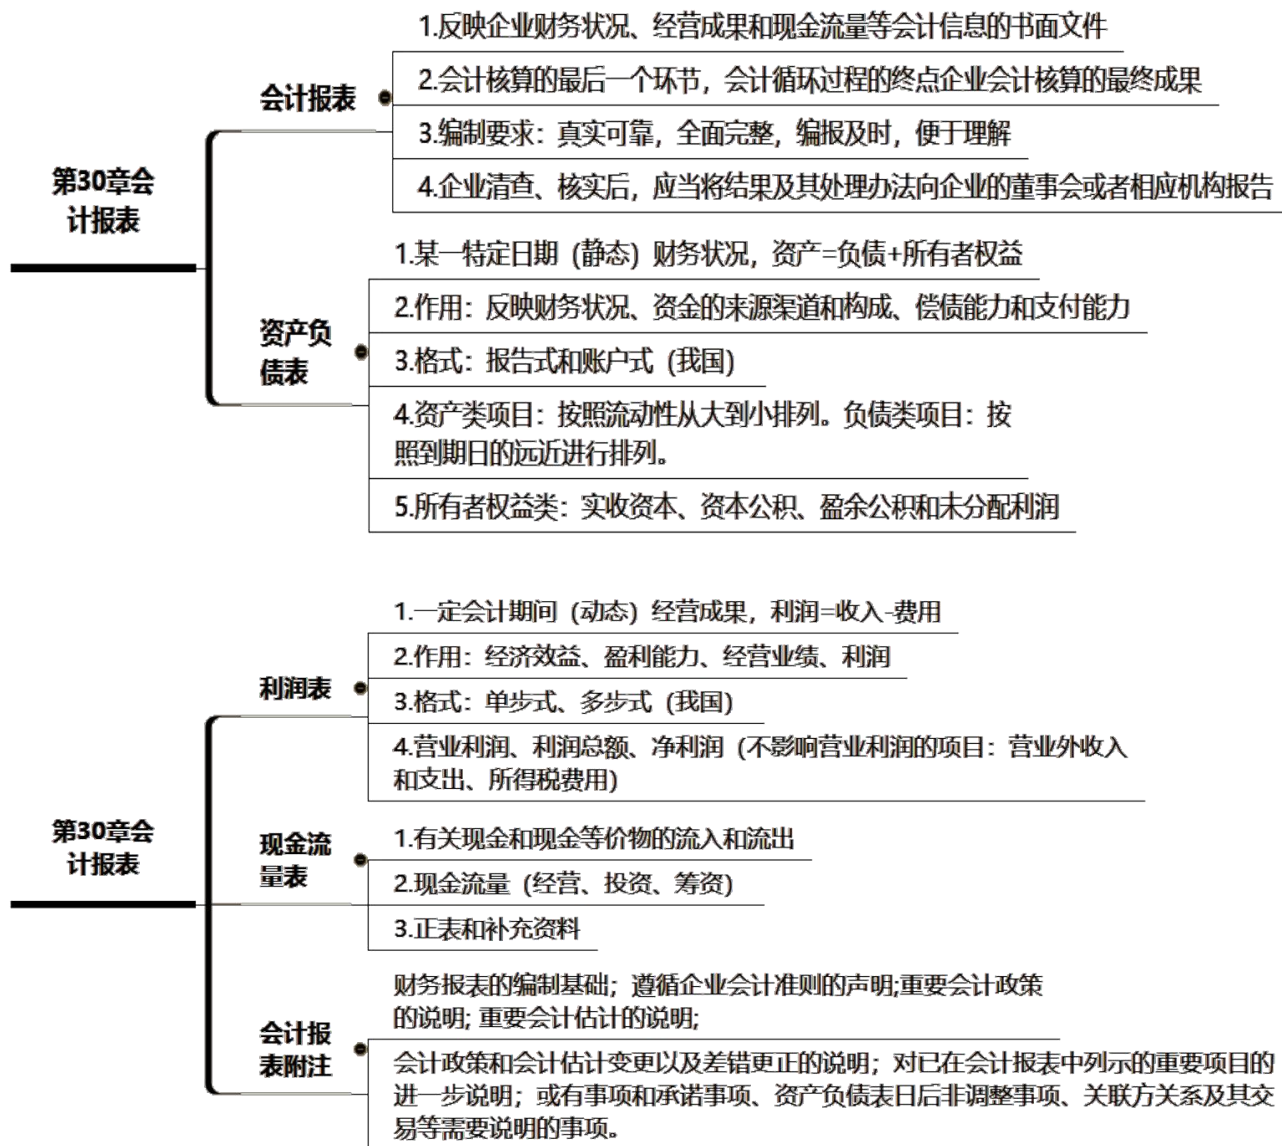 第30章会
计报表
会计报表
1.反映企业财务状况、经营成果和现金流量等会计信息的书面文件
2.会计核算的最后一个环节，会计循环过程的终点企业会计核算的最终成果
3.编制要求：真实可靠，全面完整，编报及时，便于理解
4.企业清查、核实后，应当将结果及其处理办法向企业的董事会或者相应机构报告
资产负
债表
1.某一特定日期（静态）财务状况，资产=负债+所有者权益
2.作用：反映财务状况、资金的来源渠道和构成、偿债能力和支付能力
3.格式：报告式和账户式（我国）
4.资产类项目：按照流动性从大到小排列。负债类项目：按
照到期日的远近进行排列。
5.所有者权益类：实收资本、资本公积、盈余公积和未分配利润
第30章会
计报表
利润表
1.一定会计期间（动态）经营成果，利润=收入-费用
2.作用：经济效益、盈利能力、经营业绩、利润
3.格式：单步式、多步式（我国）
4.营业利润、利润总额、净利润（不影响营业利润的项目：营业外收入
和支出、所得税费用）
现金流
量表
1.有关现金和现金等价物的流入和流出
2.现金流量（经营、投资、筹资）
3.正表和补充资料
会计报
表附注
财务报表的编制基础；遵循企业会计准则的声明;重要会计政策
的说明; 重要会计估计的说明;
会计政策和会计估计变更以及差错更正的说明；对已在会计报表中列示的重要项目的
进一步说明；或有事项和承诺事项、资产负债表日后非调整事项、关联方关系及其交
易等需要说明的事项。